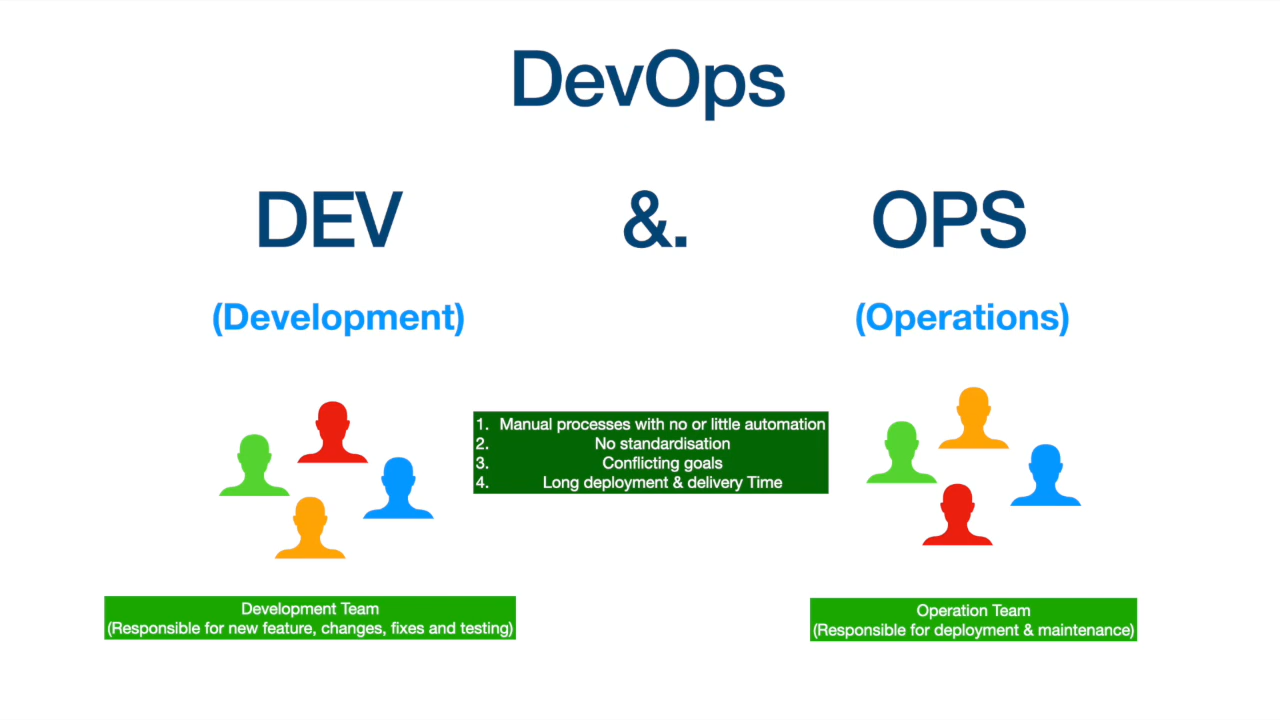 DevOps
DEV &. OPS
(Development) (Operations)
1. Manual processes with no or little automation
2. No standardisation
3. Conflicting goals
4. Long deployment & delivery Time
Development Team
(Responsible for new feature, changes, fixes and testing)
Operation Team
(Responsible for deployment & maintenance)